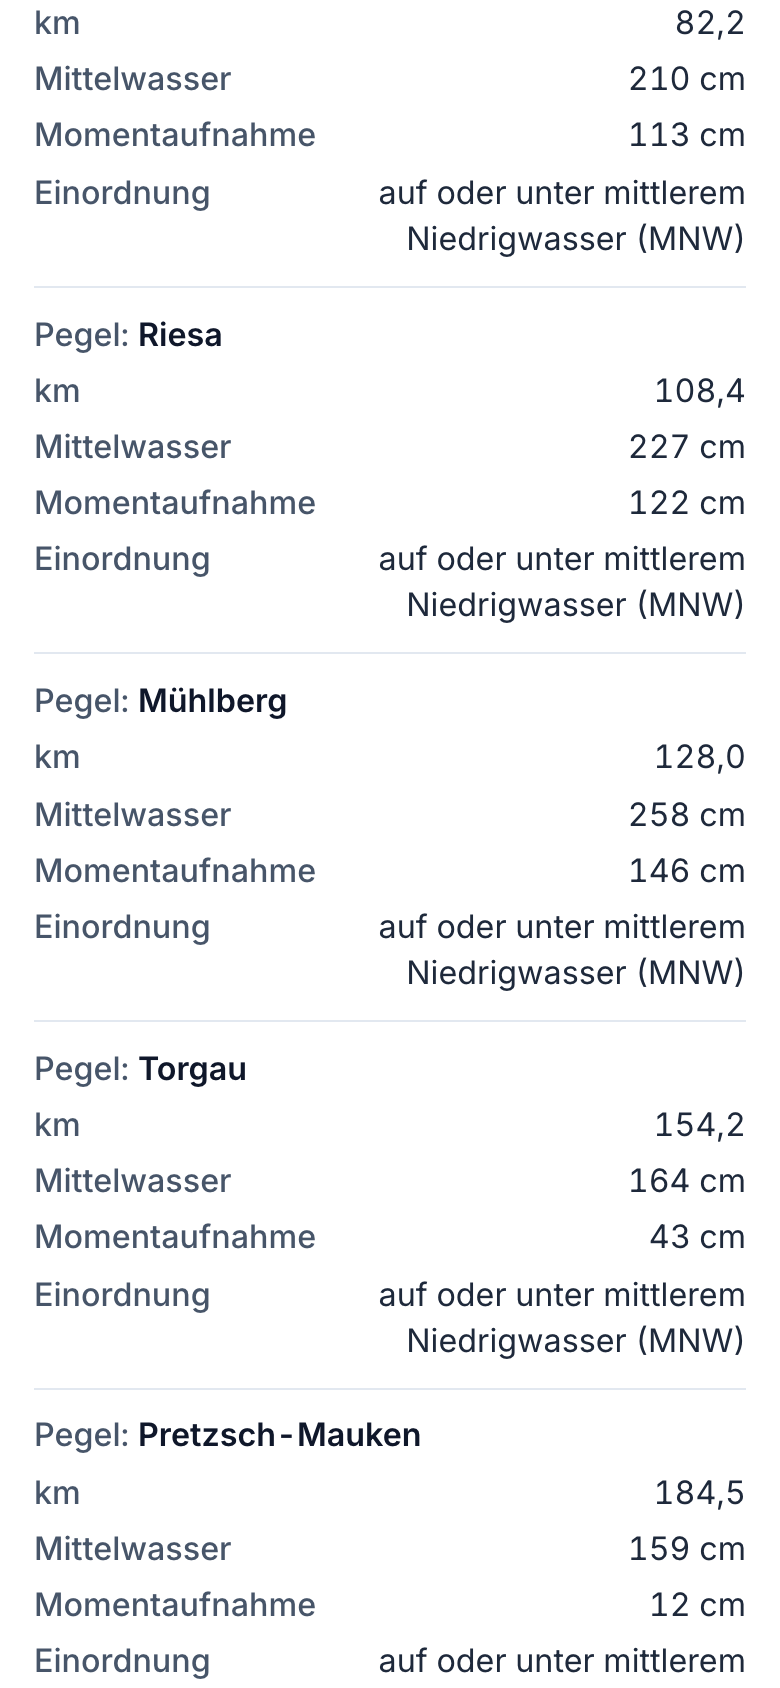 km 82,2
Mittelwasser 210 cm
Momentaufnahme 113 cm
Einordnung auf oder unter mittlerem
Niedrigwasser (MNW)
Pegel: Riesa
km 108,4
Mittelwasser 227 cm
Momentaufnahme 122 cm
Einordnung auf oder unter mittlerem
Niedrigwasser (MNW)
Pegel: Mühlberg
km 128,0
Mittelwasser 258 cm
Momentaufnahme 146 cm
Einordnung auf oder unter mittlerem
Niedrigwasser (MNW)
Pegel: Torgau
km 154,2
Mittelwasser 164 cm
Momentaufnahme 43 cm
Einordnung auf oder unter mittlerem
Niedrigwasser (MNW)
Pegel: Pretzsch-Mauken
km 184,5
Mittelwasser 159 cm
Momentaufnahme 12 cm
Einordnung auf oder unter mittlerem